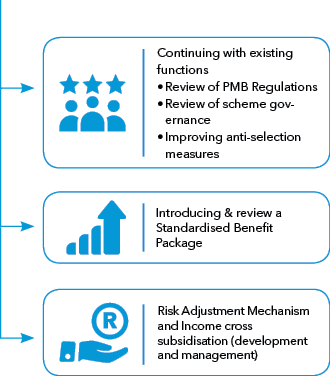 Continuing with existing
functions
• Review of PMB Regulations
• Review of scheme gov-
ernance
• Improving anti-selection
measures
Introducing & review a
Standardised Benefit
Package
R
Risk Adjustment Mechanism
and Income cross
subsidisation (development
and management)